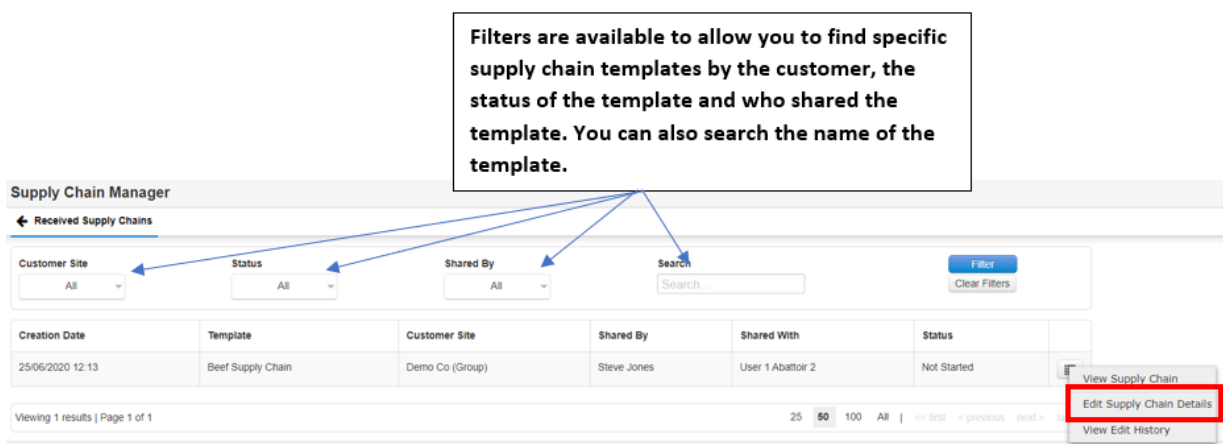 Filters are available to allow you to find specific
supply chain templates by the customer, the
status of the template and who shared the
template. You can also search the name of the
template.
Supply Chain Manager
Received Supply Chains
Customer Site Status Shared By Search
All All All Search... Filter
Clear Filters
Creation Date Template Customer Site Shared By Shared With Status
25/06/2020 12:13 Beef Supply Chain Demo Co (Group) Steve Jones User 1 Abattoir 2 Not Started
View Supply Chain
Edit Supply Chain Details
View Edit History
Viewing 1 results | Page 1 of 1 25 50 100 All | << first < previous next >